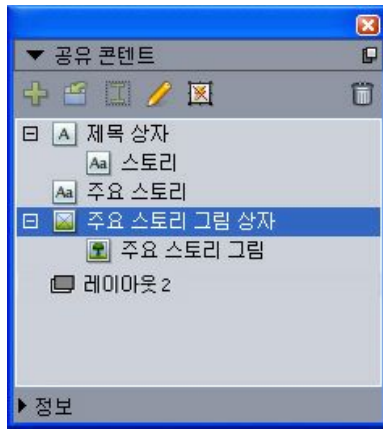 공유 콘텐트
A 제목 상자
Aa 스토리
Aa 주요 스토리
주요 스토리 그림 상자
주요 스토리 그림
레이아웃 2
정보